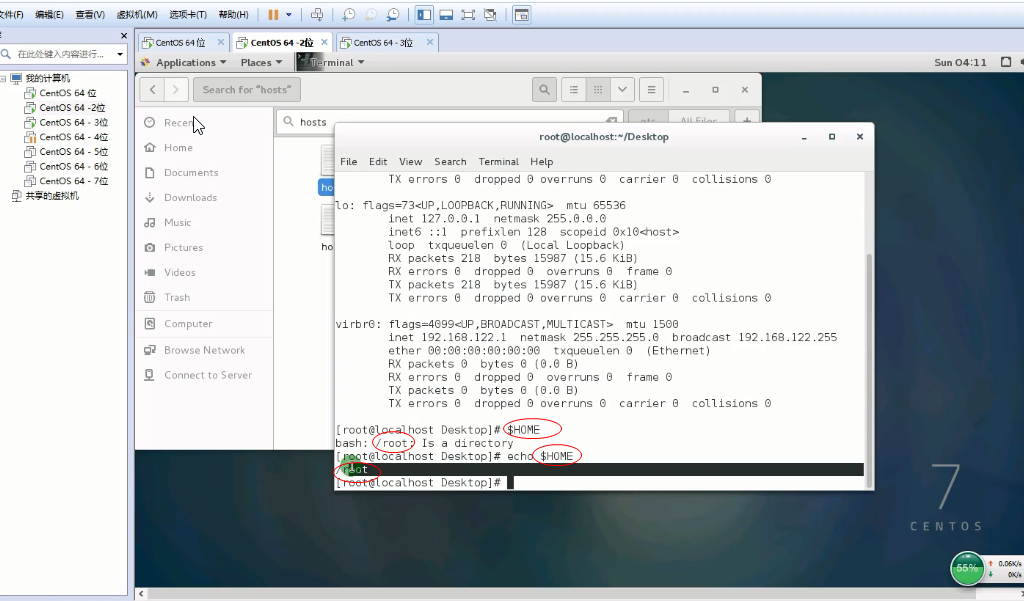 文件(F) 编辑(E) 查看(V) 虚拟机(M) 选项卡(T) 帮助(H)
在此处键入内容进行...
我的计算机
CentOS 64 位
CentOS 64 -2位
CentOS 64 - 3位
CentOS 64 - 4位
CentOS 64 - 5位
CentOS 64 - 6位
CentOS 64 - 7位
共享的虚拟机
CentOS 64 位
CentOS 64 -2位
CentOS 64 - 3位
Applications Places Terminal Sun 04:11
Search for "hosts"
Recent
Home
Documents
Downloads
Music
Pictures
Videos
Trash
Computer
Browse Network
Connect to Server
hosts
All Files
ho
ho
root@localhost:~/Desktop
File Edit View Search Terminal Help
TX errors 0 dropped 0 overruns 0 carrier 0 collisions 0
lo: flags=73<UP,LOOPBACK,RUNNING> mtu 65536
inet 127.0.0.1 netmask 255.0.0.0
inet6 ::1 prefixlen 128 scopeid 0x10<host>
loop txqueuelen 0 (Local Loopback)
RX packets 218 bytes 15987 (15.6 KiB)
RX errors 0 dropped 0 overruns 0 frame 0
TX packets 218 bytes 15987 (15.6 KiB)
TX errors 0 dropped 0 overruns 0 carrier 0 collisions 0
virbr0: flags=4099<UP,BROADCAST,MULTICAST> mtu 1500
inet 192.168.122.1 netmask 255.255.255.0 broadcast 192.168.122.255
ether 00:00:00:00:00:00 txqueuelen 0 (Ethernet)
RX packets 0 bytes 0 (0.0 B)
RX errors 0 dropped 0 overruns 0 frame 0
TX packets 0 bytes 0 (0.0 B)
TX errors 0 dropped 0 overruns 0 carrier 0 collisions 0
[root@localhost Desktop]# $HOME
bash: /root: Is a directory
[root@localhost Desktop]# echo $HOME
/root
[root@localhost Desktop]#
7
CENTOS
55%
0.06K/s
0K/s